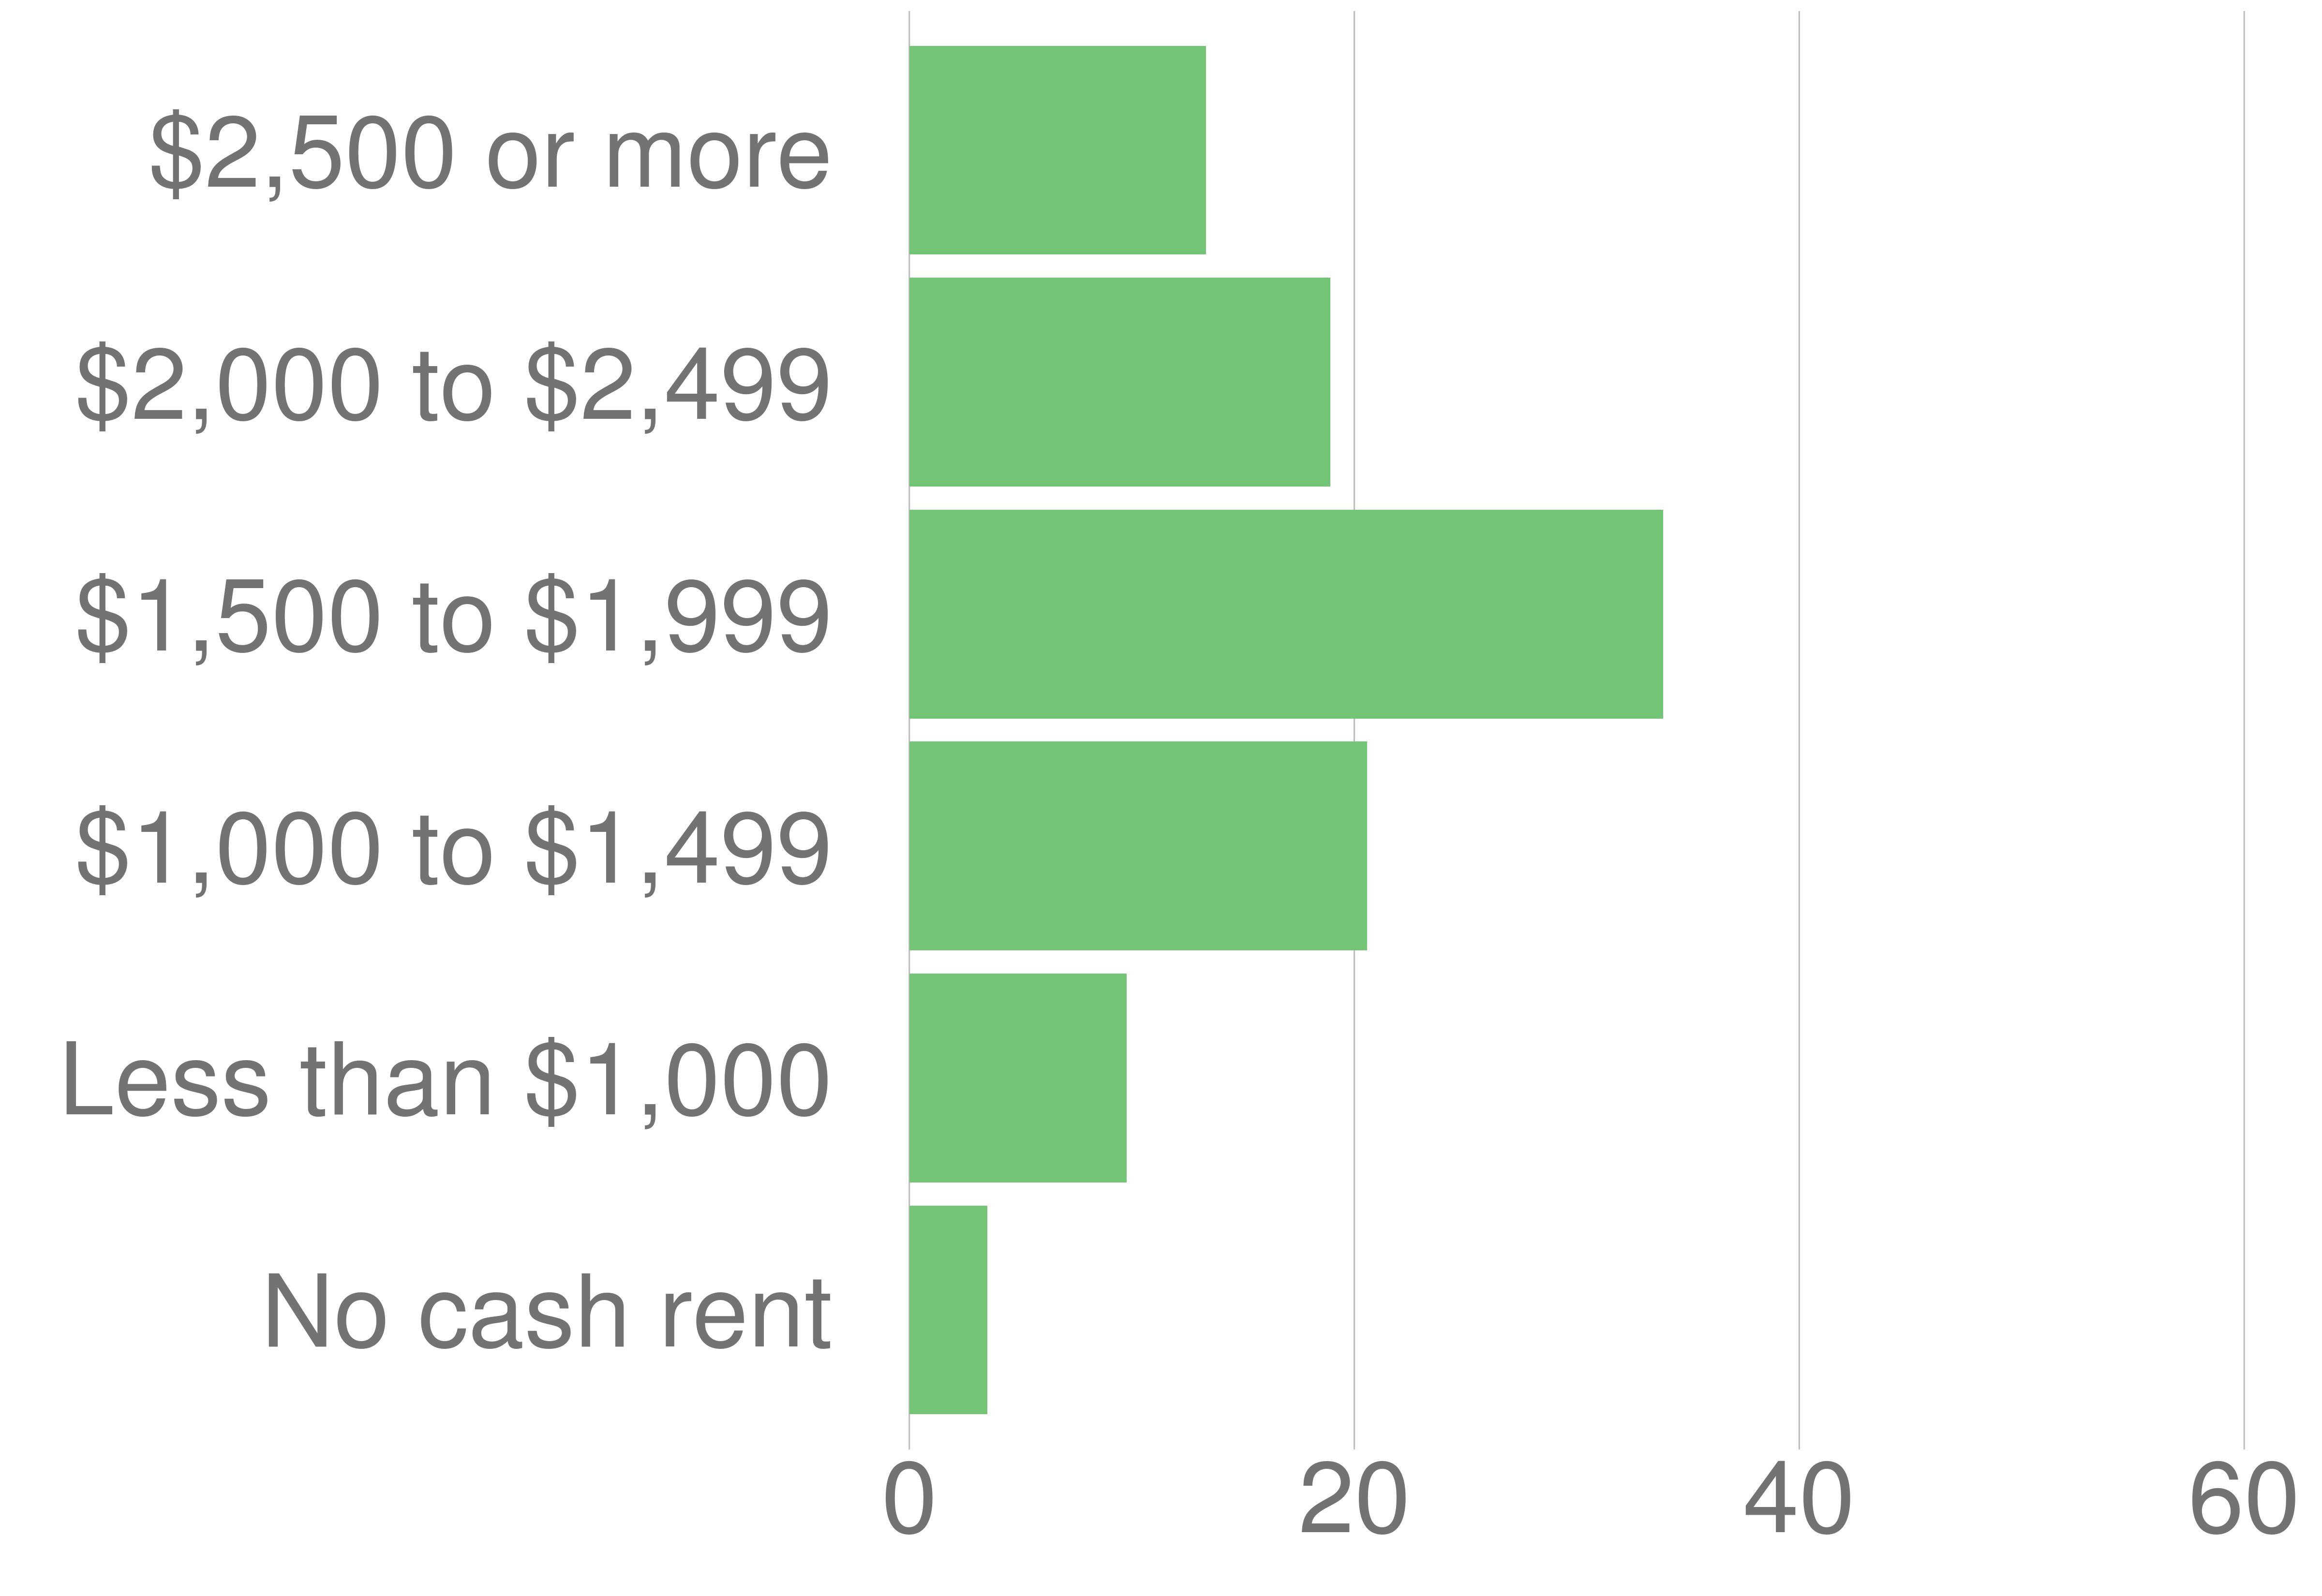 $2,500 or more
$2,000 to $2,499
$1,500 to $1,999
$1,000 to $1,499
Less than $1,000
No cash rent
0 20 40 60